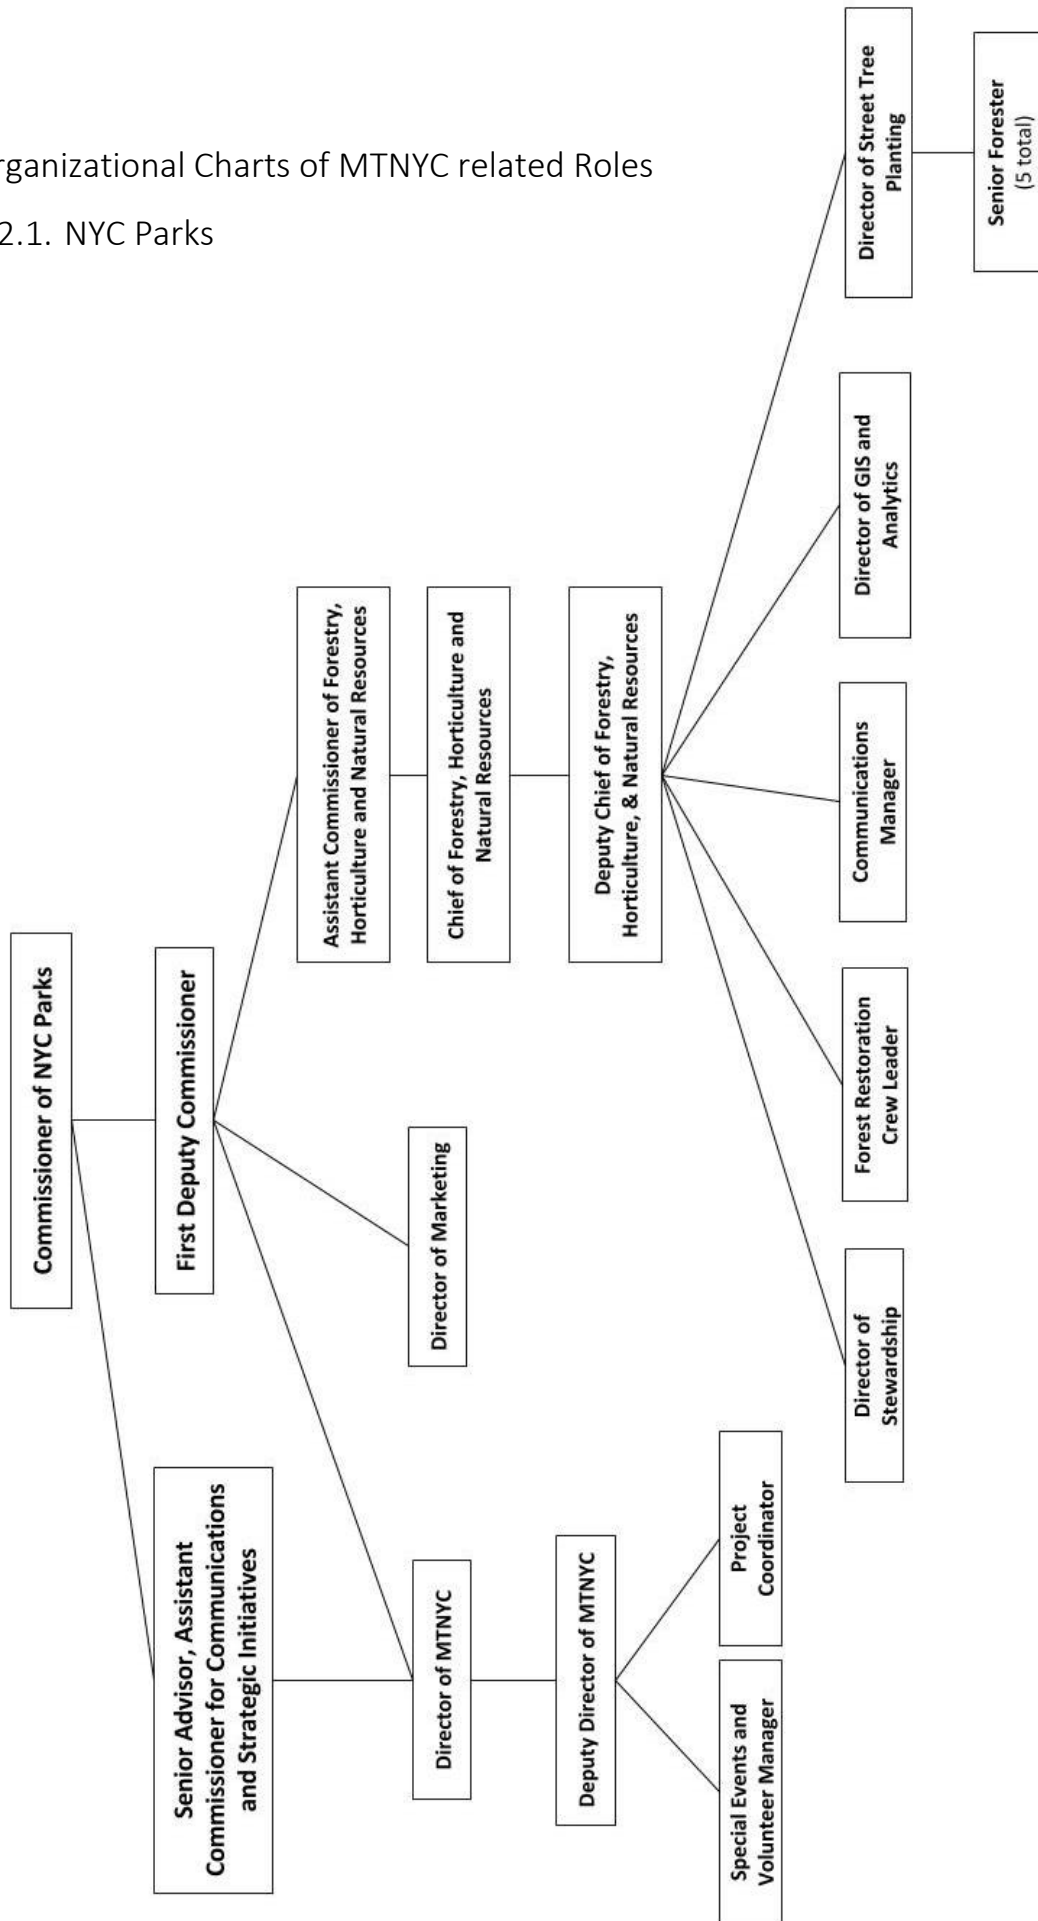 rganizational Charts of MTNYC related Roles
2.1. NYC Parks
Commissioner of NYC Parks
Senior Advisor, Assistant
Commissioner for Communications
and Strategic Initiatives
First Deputy Commissioner
Director of MTNYC
Director of Marketing
Assistant Commissioner of Forestry,
Horticulture and Natural Resources
Chief of Forestry, Horticulture and
Natural Resources
Deputy Director of MTNYC
Deputy Chief of Forestry,
Horticulture, & Natural Resources
Special Events and
Volunteer Manager
Project
Coordinator
Director of
Stewardship
Forest Restoration
Crew Leader
Communications
Manager
Director of GIS and
Analytics
Director of Street Tree
Planting
Senior Forester
(5 total)